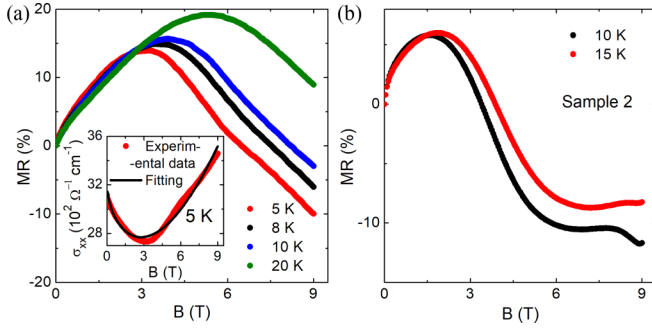 (a)
MR (%)
20
10
0
-10
-20
0
3
6
9
B (T)
σxx (10² Ω⁻¹ cm⁻¹)
36
32
28
0
3
6
9
B (T)
Experim-
-ental data
Fitting
5 K
5 K
8 K
10 K
20 K
(b)
MR (%)
0
-10
0
3
6
9
B (T)
10 K
15 K
Sample 2